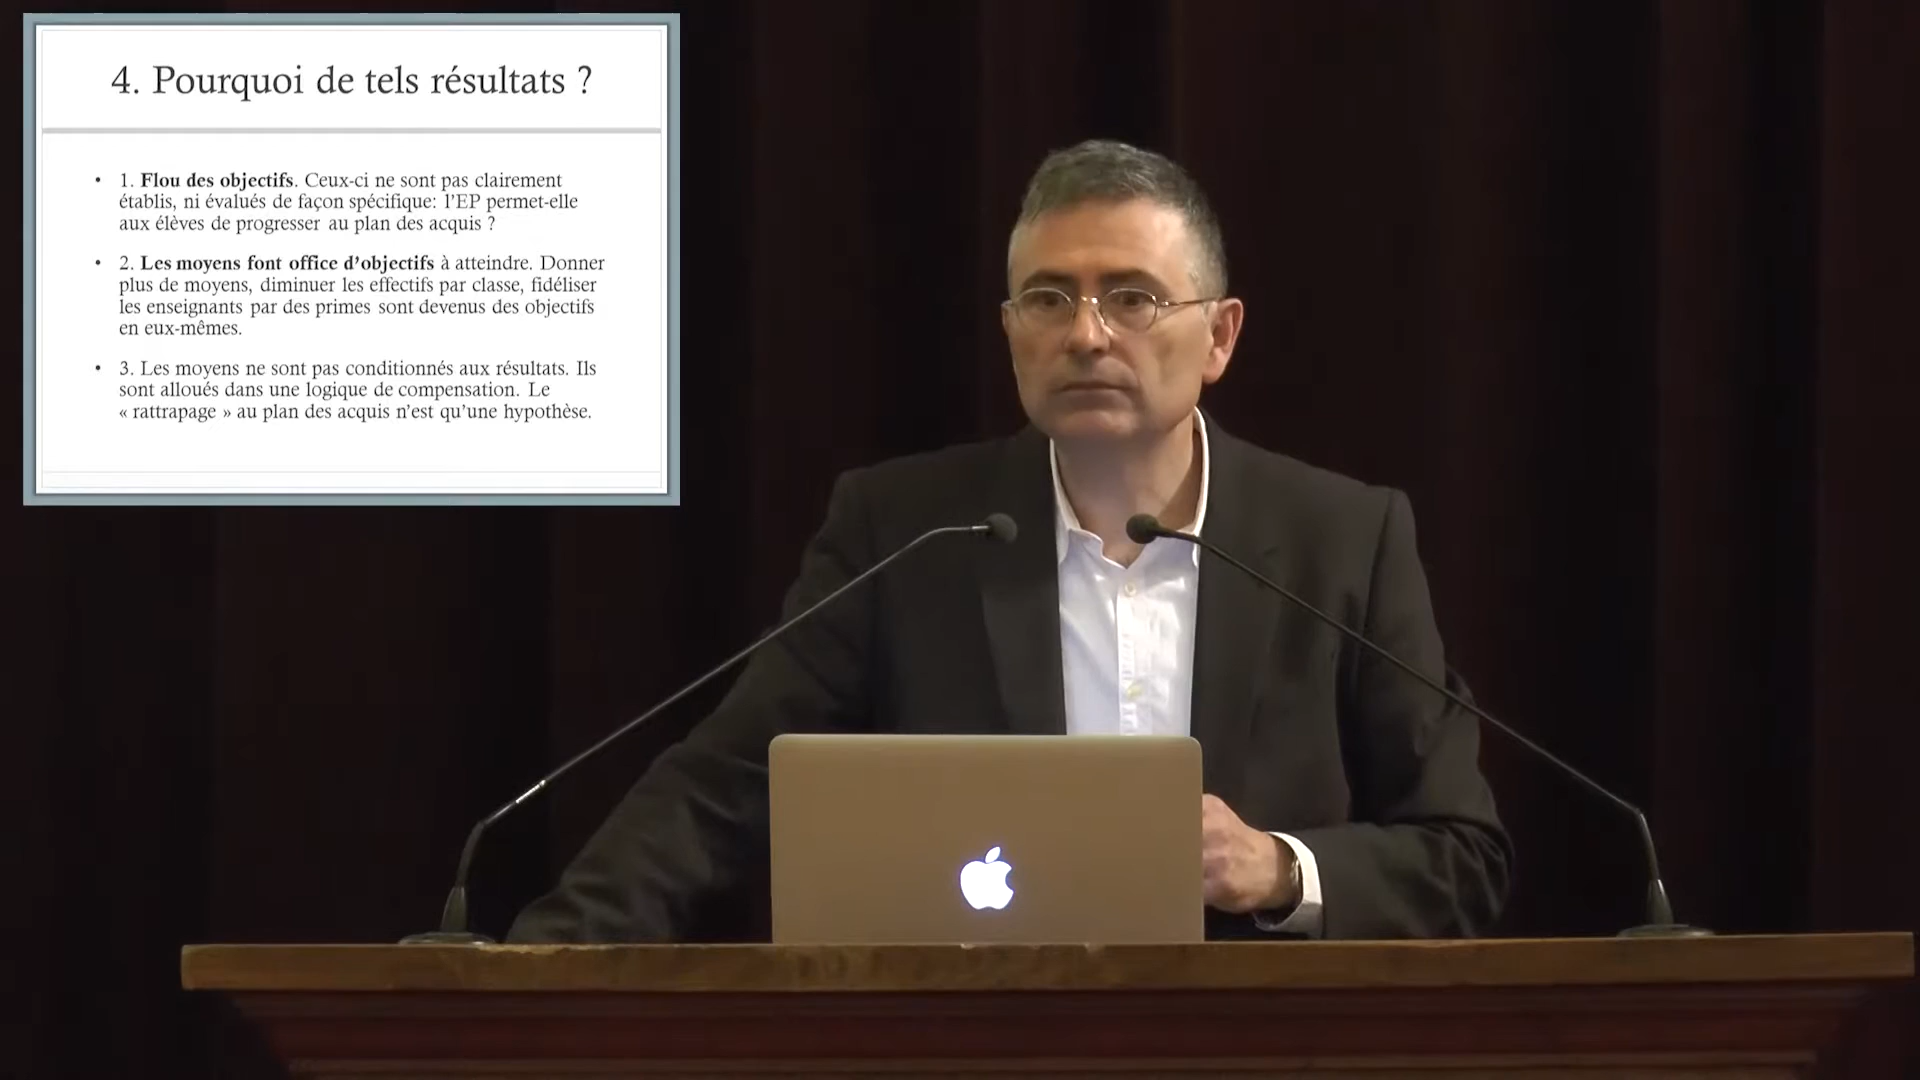 4. Pourquoi de tels résultats ?
• 1. Flou des objectifs. Ceux-ci ne sont pas clairement
établis, ni évalués de façon spécifique: l’EP permet-elle
aux élèves de progresser au plan des acquis ?
• 2. Les moyens font office d’objectifs à atteindre. Donner
plus de moyens, diminuer les effectifs par classe, fidéliser
les enseignants par des primes sont devenus des objectifs
en eux-mêmes.
• 3. Les moyens ne sont pas conditionnés aux résultats. Ils
sont alloués dans une logique de compensation. Le
« rattrapage » au plan des acquis n’est qu’une hypothèse.